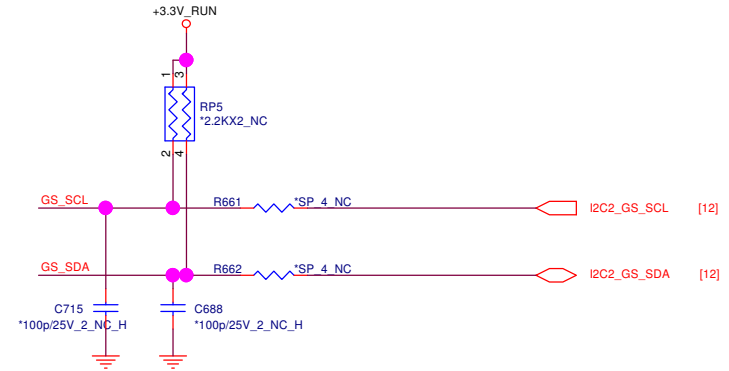 +3.3V_RUN
1
3
RP5
*2.2KX2_NC
2
4
GS_SCL
R661
*SP_4_NC
I2C2_GS_SCL
[12]
GS_SDA
R662
*SP_4_NC
I2C2_GS_SDA
[12]
C715
*100p/25V_2_NC_H
C688
*100p/25V_2_NC_H